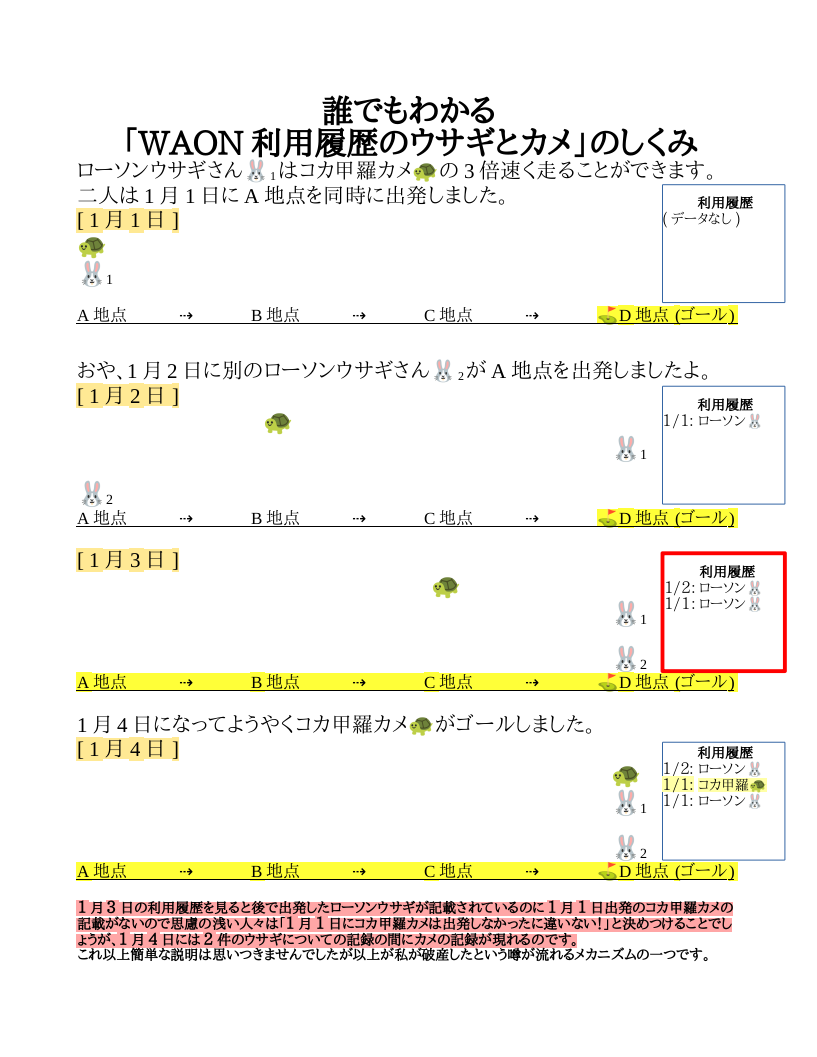 誰でもわかる
「WAON 利用履歴のウサギとカメ」のしくみ
ローソンウサギさん🐰1はコカ甲羅カメ🐢の 3 倍速く走ることができます。
二人は 1 月 1 日に A 地点を同時に出発しました。
[ 1 月 1 日 ]
利用履歴
( データなし )
🐢
🐰1
A 地点 ⇢ B 地点 ⇢ C 地点 ⇢ ⛳D 地点 (ゴール)
おや、1 月 2 日に別のローソンウサギさん🐰2が A 地点を出発しましたよ。
[ 1 月 2 日 ]
利用履歴
1/1: ローソン🐰
🐢
🐰1
🐰2
A 地点 ⇢ B 地点 ⇢ C 地点 ⇢ ⛳D 地点 (ゴール)
[ 1 月 3 日 ]
利用履歴
1/2: ローソン🐰
1/1: ローソン🐰
🐢
🐰1
🐰2
A 地点 ⇢ B 地点 ⇢ C 地点 ⇢ ⛳D 地点 (ゴール)
1 月 4 日になってようやくコカ甲羅カメ🐢がゴールしました。
[ 1 月 4 日 ]
利用履歴
1/2: ローソン🐰
1/1: コカ甲羅🐢
1/1: ローソン🐰
🐢
🐰1
🐰2
A 地点 ⇢ B 地点 ⇢ C 地点 ⇢ ⛳D 地点 (ゴール)
1 月 3 日の利用履歴を見ると後で出発したローソンウサギが記載されているのに 1 月 1 日出発のコカ甲羅カメの
記載がないので思慮の浅い人々は「1 月 1 日にコカ甲羅カメは出発しなかったに違いない!」と決めつけることでし
ょうが、1 月 4 日には 2 件のウサギについての記録の間にカメの記録が現れるのです。
これ以上簡単な説明は思いつきませんでしたが以上が私が破産したという噂が流れるメカニズムの一つです。